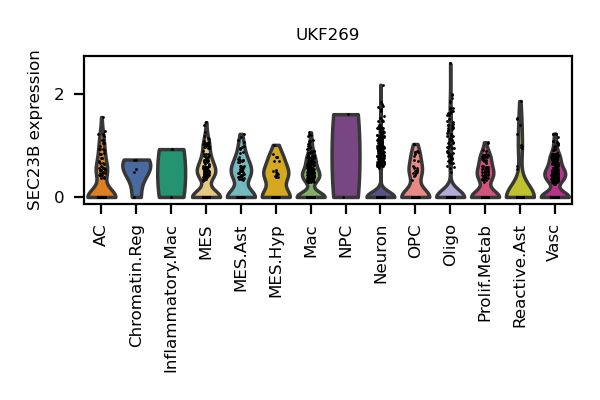 UKF269
SEC23B expression
2
0
AC
Chromatin.Reg
Inflammatory.Mac
MES
MES.Ast
MES.Hyp
Mac
NPC
Neuron
OPC
Oligo
Prolif.Metab
Reactive.Ast
Vasc